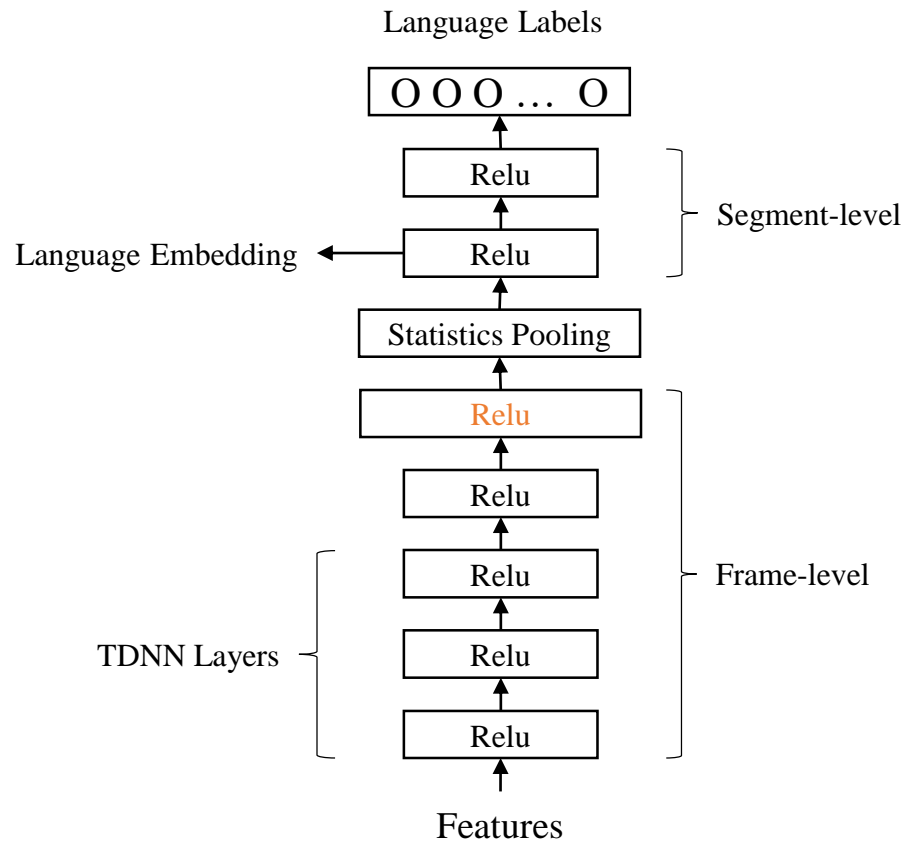 Language Labels
O O O … O
Relu
Segment-level
Relu
Language Embedding
Statistics Pooling
Relu
Relu
Relu
Frame-level
TDNN Layers
Relu
Relu
Features